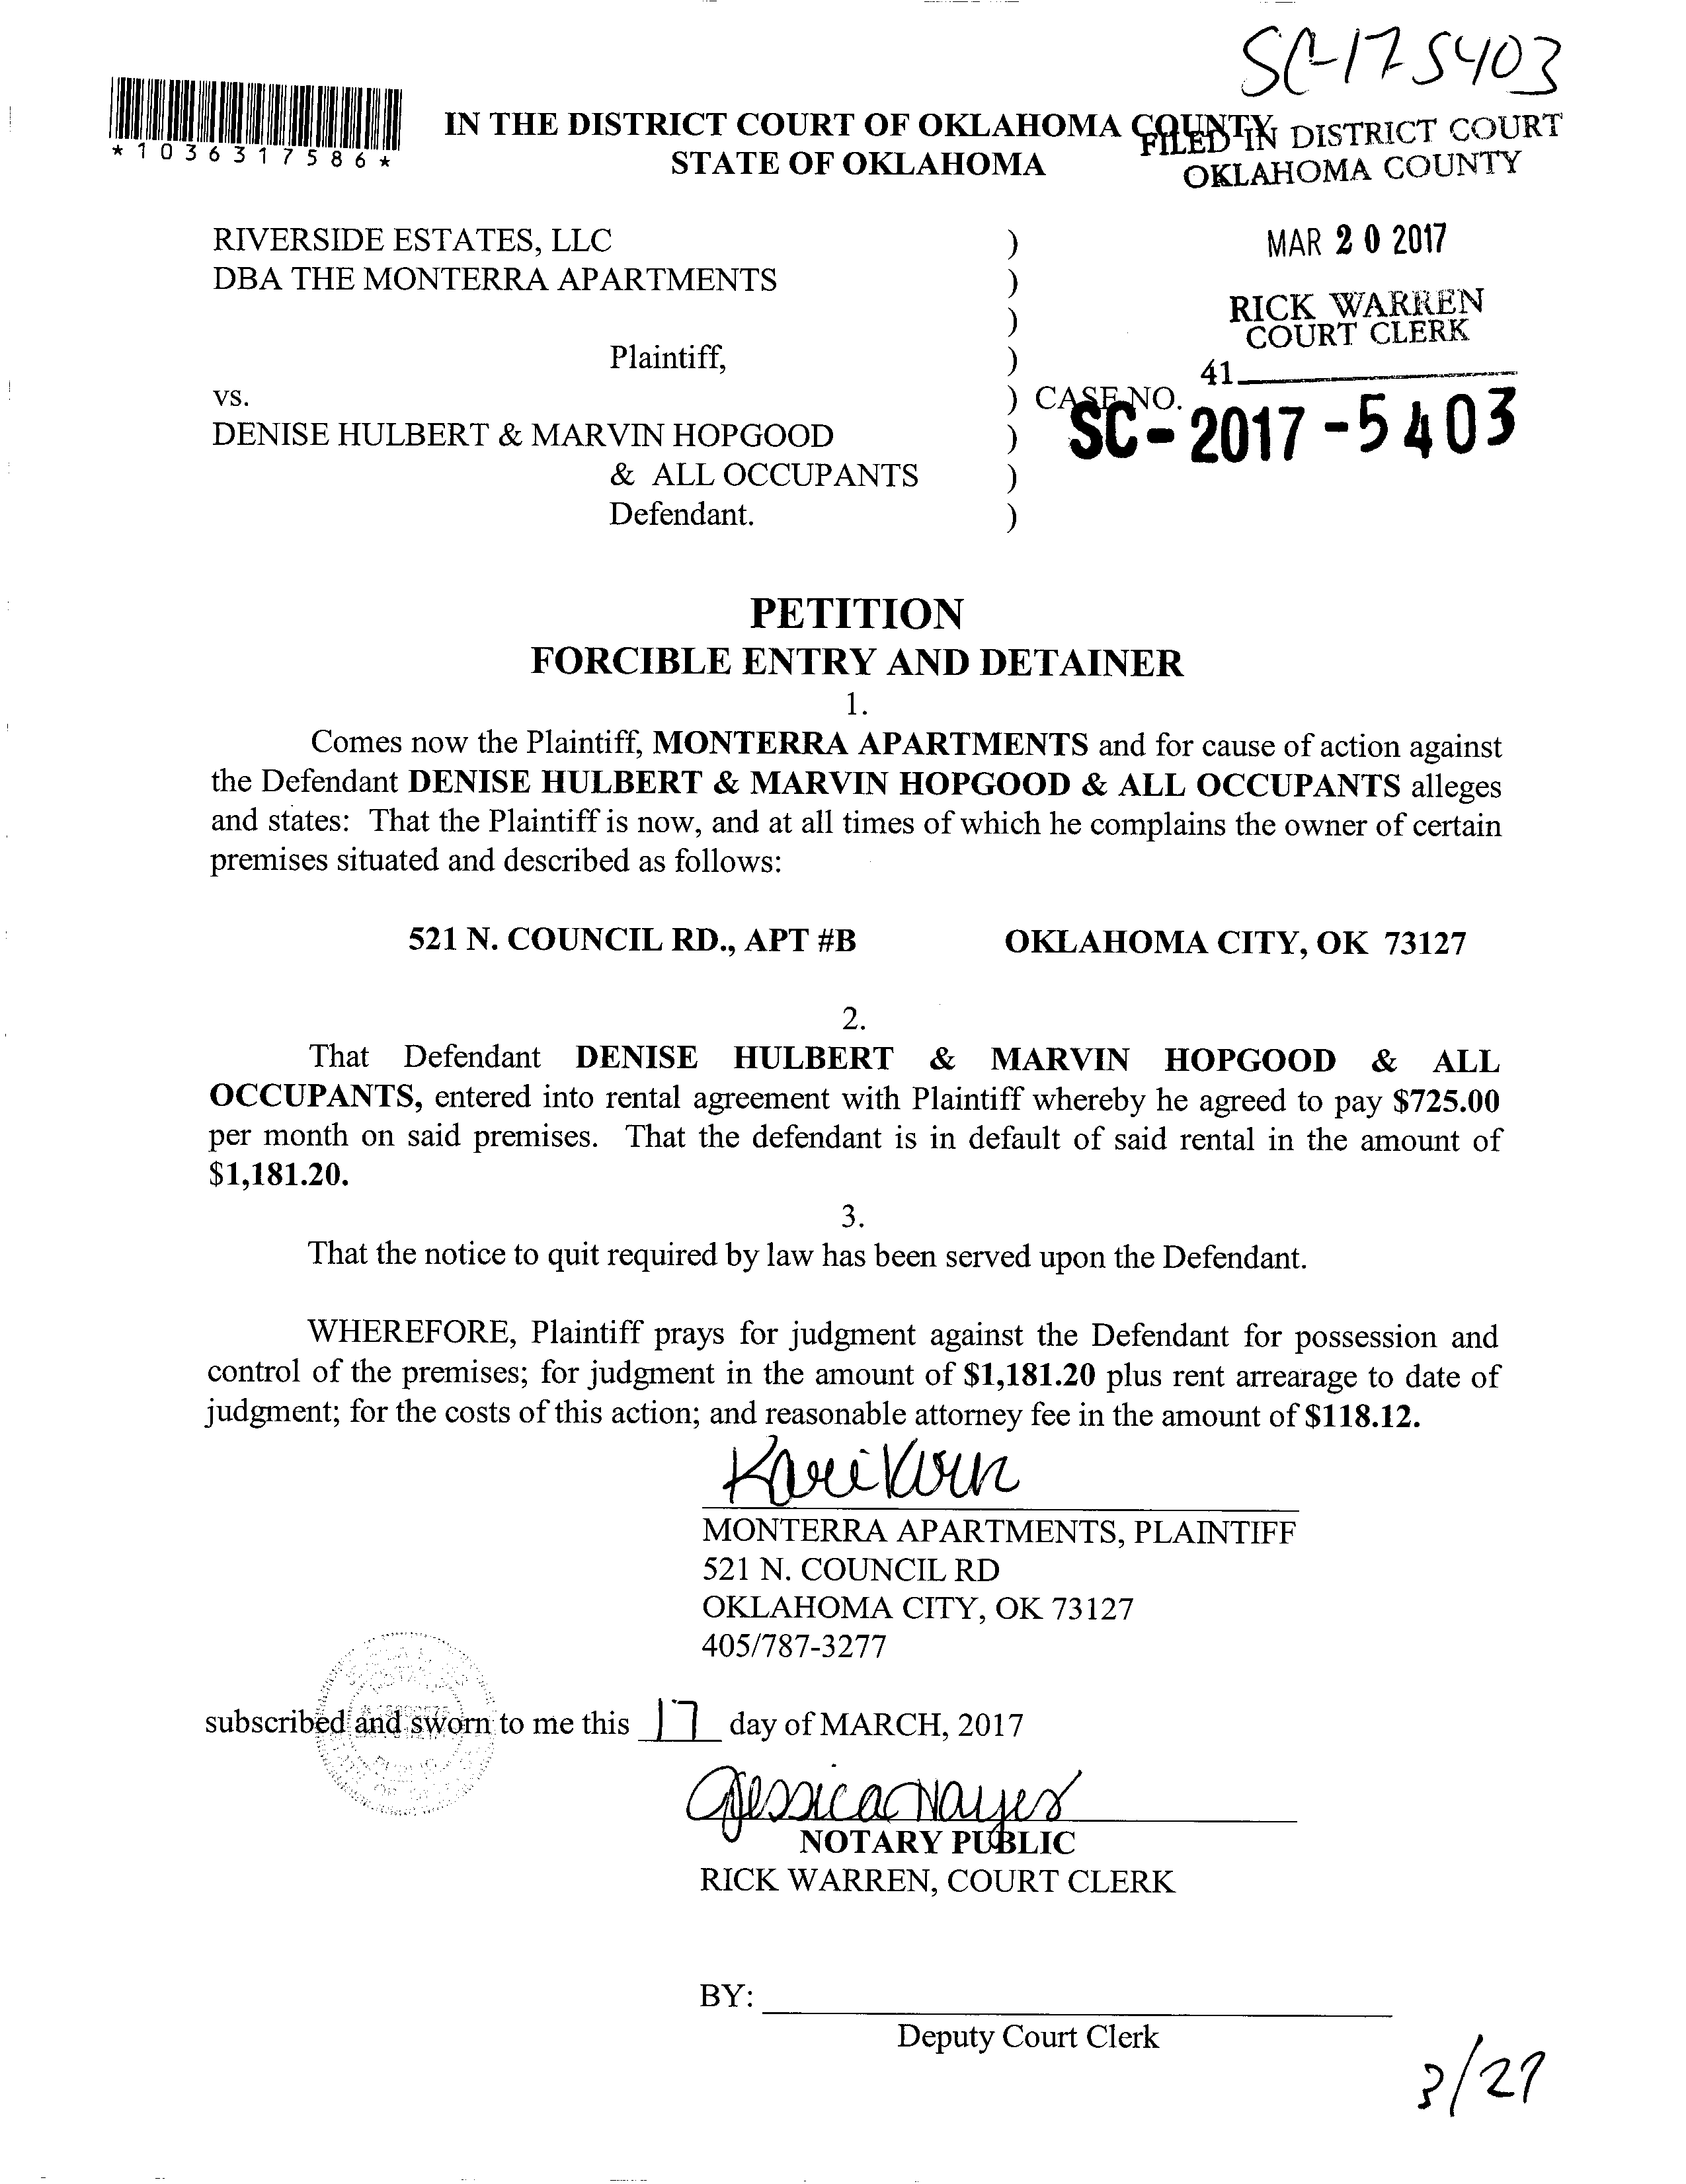 SC-17 5403
*1036317586*
IN THE DISTRICT COURT OF OKLAHOMA COUNTY
STATE OF OKLAHOMA
FILED IN DISTRICT COURT
OKLAHOMA COUNTY
MAR 20 2017
RICK WARREN
COURT CLERK
41
RIVERSIDE ESTATES, LLC )
DBA THE MONTERRA APARTMENTS )
)
Plaintiff, )
vs. ) CASE NO.
SC-2017-5403
DENISE HULBERT & MARVIN HOPGOOD )
& ALL OCCUPANTS )
Defendant. )
PETITION
FORCIBLE ENTRY AND DETAINER
1.
Comes now the Plaintiff, MONTERRA APARTMENTS and for cause of action against
the Defendant DENISE HULBERT & MARVIN HOPGOOD & ALL OCCUPANTS alleges
and states: That the Plaintiff is now, and at all times of which he complains the owner of certain
premises situated and described as follows:
521 N. COUNCIL RD., APT #B OKLAHOMA CITY, OK 73127
2.
That Defendant DENISE HULBERT & MARVIN HOPGOOD & ALL
OCCUPANTS, entered into rental agreement with Plaintiff whereby he agreed to pay $725.00
per month on said premises. That the defendant is in default of said rental in the amount of
$1,181.20.
3.
That the notice to quit required by law has been served upon the Defendant.
WHEREFORE, Plaintiff prays for judgment against the Defendant for possession and
control of the premises; for judgment in the amount of $1,181.20 plus rent arrearage to date of
judgment; for the costs of this action; and reasonable attorney fee in the amount of $118.12.
MONTERRA APARTMENTS, PLAINTIFF
521 N. COUNCIL RD
OKLAHOMA CITY, OK 73127
405/787-3277
subscribed and sworn to me this 17 day of MARCH, 2017
Jessica Nayes
NOTARY PUBLIC
RICK WARREN, COURT CLERK
BY:
Deputy Court Clerk
3/27